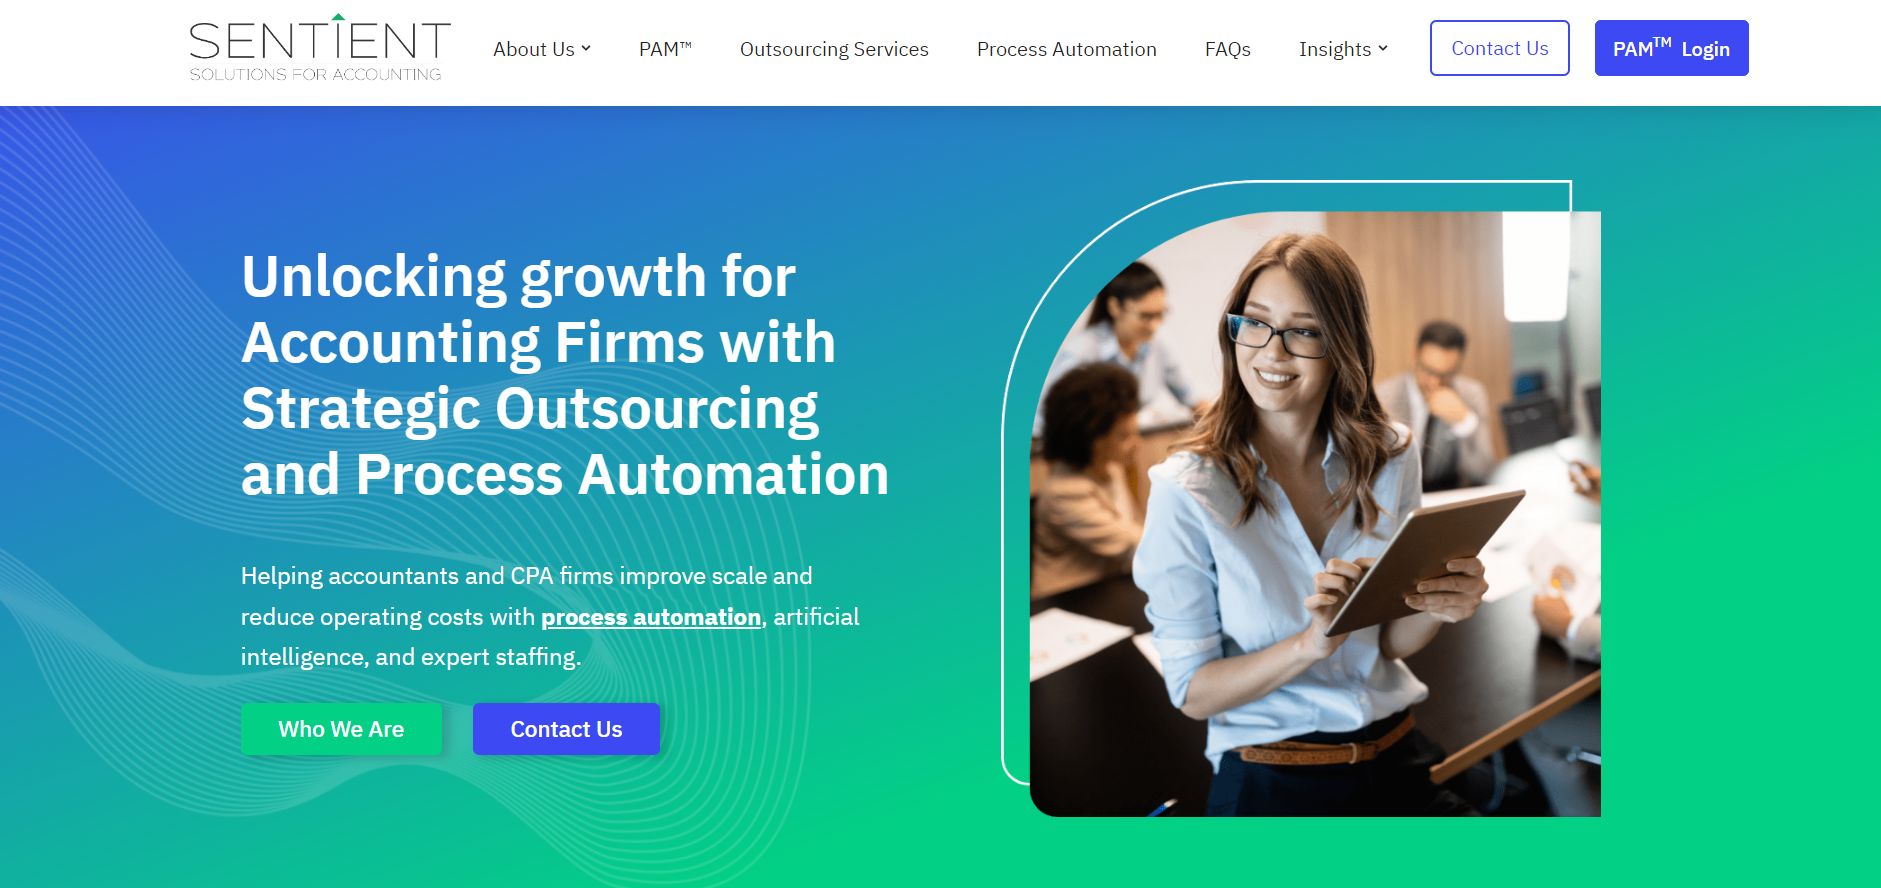 SENTIENT
SOLUTIONS FOR ACCOUNTING
About Us
PAM™
Outsourcing Services
Process Automation
FAQs
Insights
Contact Us
PAM™ Login
Unlocking growth for
Accounting Firms with
Strategic Outsourcing
and Process Automation
Helping accountants and CPA firms improve scale and
reduce operating costs with process automation, artificial
intelligence, and expert staffing.
Who We Are
Contact Us